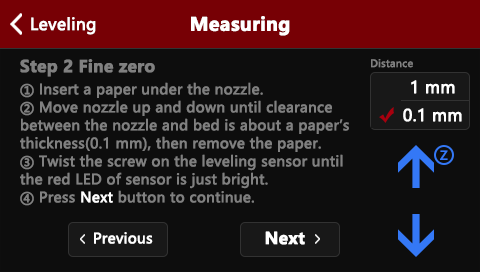 Leveling
Measuring
Step 2 Fine zero
① Insert a paper under the nozzle.
② Move nozzle up and down until clearance
between the nozzle and bed is about a paper's
thickness(0.1 mm), then remove the paper.
③ Twist the screw on the leveling sensor until
the red LED of sensor is just bright.
④ Press Next button to continue.
Distance
1 mm
0.1 mm
Z
Previous
Next